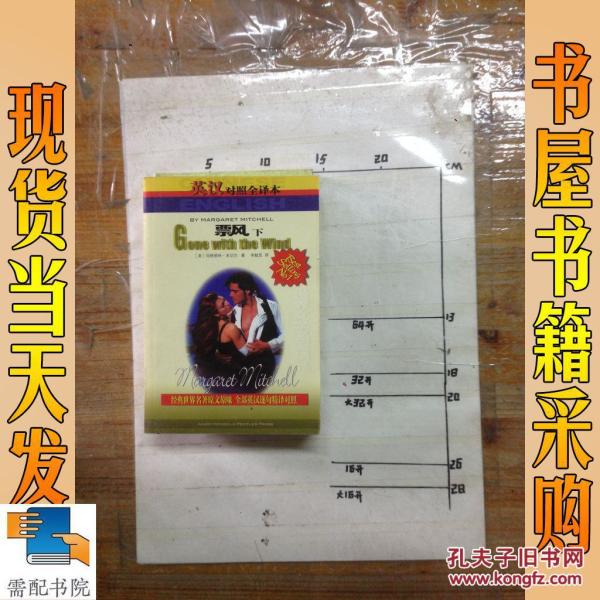 现货当天发
书屋书籍采购
5 10 15 20 CM
英汉对照全译本
ENGLISH
BY MARGARET MITCHELL
飘风 下
Gone with the Wind
Margaret Mitchell
经典世界名著原文原味 全部英汉逐句精译对照
64开 13
32开 18
大32开 20
16开 26
大16开 28
需配书院
孔夫子旧书网
www.kongfz.com